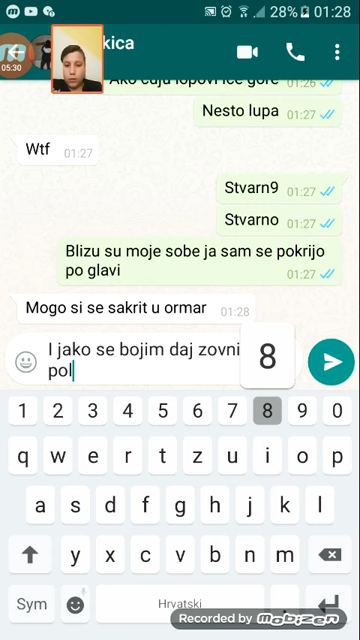 28% 01:28
kica
05:30
Ako čuju lopovi ice gore 01:26
Nesto lupa 01:27
Wtf 01:27
Stvarn9 01:27
Stvarno 01:27
Blizu su moje sobe ja sam se pokrijo
po glavi 01:27
Mogo si se sakrit u ormar 01:28
I jako se bojim daj zovni
pol
8
1 2 3 4 5 6 7 8 9 0
q w e r t z u i o p
a s d f g h j k l
y x c v b n m
Sym Hrvatski .
Recorded by Mobizen